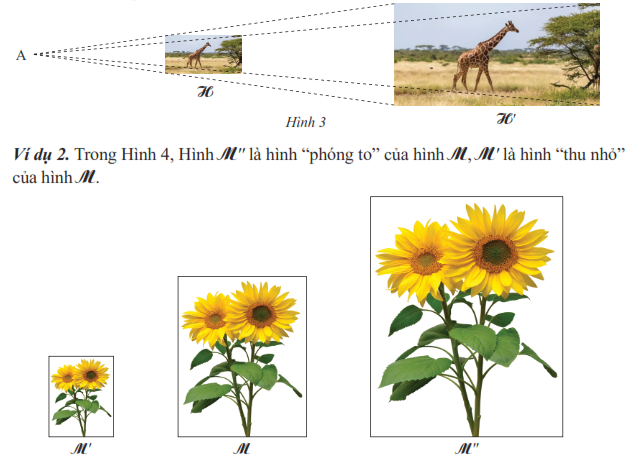 A
ℋ
ℋ'
Hình 3
Ví dụ 2. Trong Hình 4, Hình ℳ'' là hình “phóng to” của hình ℳ, ℳ' là hình “thu nhỏ”
của hình ℳ.
ℳ'
ℳ
ℳ''